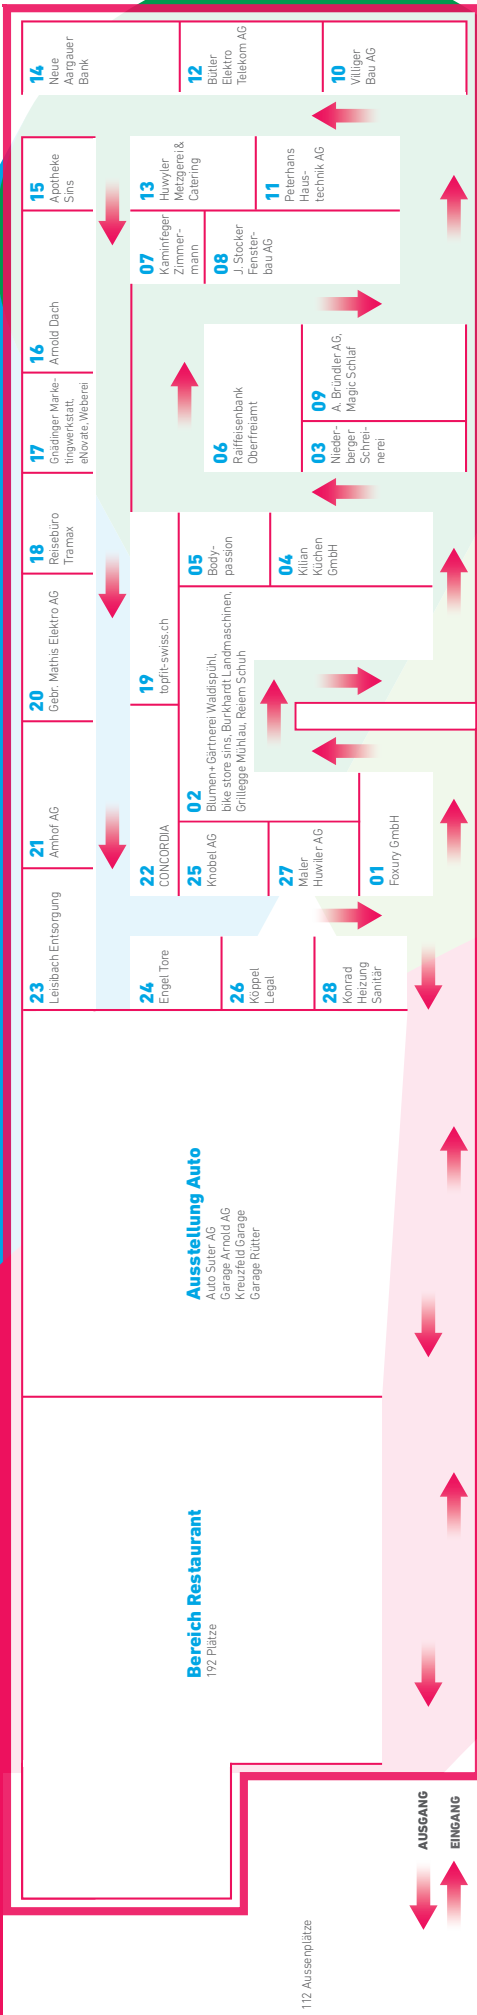 14
Neue
Aargauer
Bank
12
Bütler
Elektro
Telekom AG
10
Villiger
Bau AG
15
Apotheke
Sins
13
Huwyler
Metzgerei &
Catering
11
Peterhans
Haus-
technik AG
07
Kaminfeger
Zimmer-
mann
08
J. Stocker
Fenster-
bau AG
16
Arnold Dach
06
Raiffeisenbank
Oberfreiamt
09
A. Bründler AG,
Magic Schlaf
17
Gnädinger Marke-
tingwerkstatt,
eNovate, Weberei
03
Nieder-
berger
Schrei-
nerei
18
Reisebüro
Tramax
05
Body-
passion
04
Kilian
Küchen
GmbH
20
Gebr. Mathis Elektro AG
19
topfit-swiss.ch
02
Blumen+Gärtnerei Waldispühl,
bike store sins, Burkhardt Landmaschinen,
Grillegge Mühlau, Reiem Schuh
21
Amhof AG
22
CONCORDIA
25
Knobel AG
27
Maler
Huwiler AG
01
Foxury GmbH
23
Leisibach Entsorgung
24
Engel Tore
26
Köppel
Legal
28
Konrad
Heizung
Sanitär
Ausstellung Auto
Auto Suter AG
Garage Arnold AG
Kreuzfeld Garage
Garage Rütter
Bereich Restaurant
192 Plätze
AUSGANG
EINGANG
112 Aussenplätze